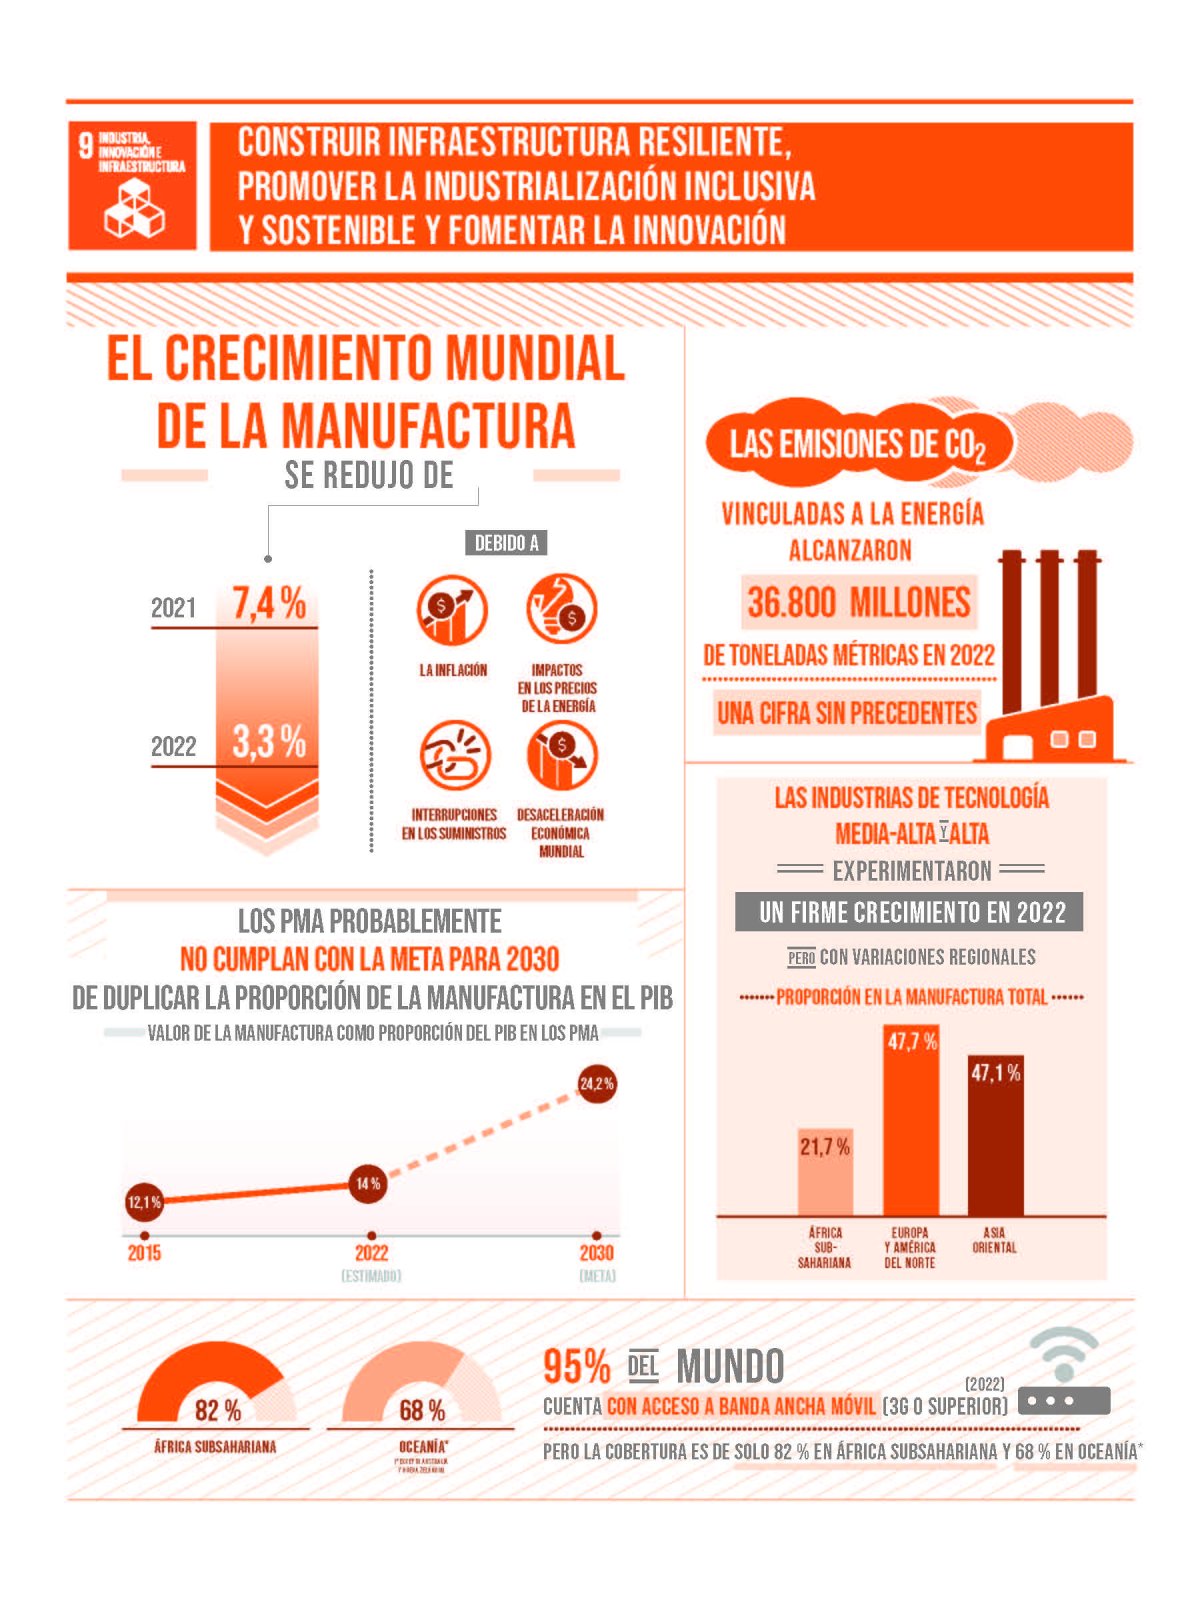 9 INDUSTRIA,
INNOVACIÓN E
INFRAESTRUCTURA
CONSTRUIR INFRAESTRUCTURA RESILIENTE,
PROMOVER LA INDUSTRIALIZACIÓN INCLUSIVA
Y SOSTENIBLE Y FOMENTAR LA INNOVACIÓN
EL CRECIMIENTO MUNDIAL
DE LA MANUFACTURA
SE REDUJO DE
2021 7,4 %
2022 3,3 %
DEBIDO A
LA INFLACIÓN
IMPACTOS
EN LOS PRECIOS
DE LA ENERGÍA
INTERRUPCIONES
EN LOS SUMINISTROS
DESACELERACIÓN
ECONÓMICA
MUNDIAL
LAS EMISIONES DE CO2
VINCULADAS A LA ENERGÍA
ALCANZARON
36.800 MILLONES
DE TONELADAS MÉTRICAS EN 2022
UNA CIFRA SIN PRECEDENTES
LOS PMA PROBABLEMENTE
NO CUMPLAN CON LA META PARA 2030
DE DUPLICAR LA PROPORCIÓN DE LA MANUFACTURA EN EL PIB
VALOR DE LA MANUFACTURA COMO PROPORCIÓN DEL PIB EN LOS PMA
12,1%
14 %
24,2%
2015
2022
(ESTIMADO)
2030
(META)
LAS INDUSTRIAS DE TECNOLOGÍA
MEDIA-ALTA Y ALTA
EXPERIMENTARON
UN FIRME CRECIMIENTO EN 2022
PERO CON VARIACIONES REGIONALES
PROPORCIÓN EN LA MANUFACTURA TOTAL
21,7 %
47,7 %
47,1 %
ÁFRICA
SUB-
SAHARIANA
EUROPA
Y AMÉRICA
DEL NORTE
ASIA
ORIENTAL
82 %
ÁFRICA SUBSAHARIANA
68 %
OCEANÍA*
95% DEL MUNDO
(2022)
CUENTA CON ACCESO A BANDA ANCHA MÓVIL (3G O SUPERIOR)
PERO LA COBERTURA ES DE SOLO 82 % EN ÁFRICA SUBSAHARIANA Y 68 % EN OCEANÍA*